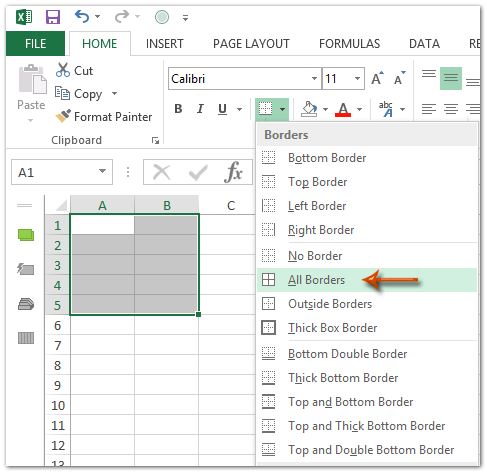 FILE HOME INSERT PAGE LAYOUT FORMULAS DATA
Cut
Copy
Paste
Format Painter
Clipboard
Calibri 11 A A
B I U A abc
Borders
Bottom Border
Top Border
Left Border
Right Border
No Border
All Borders
Outside Borders
Thick Box Border
Bottom Double Border
Thick Bottom Border
Top and Bottom Border
Top and Thick Bottom Border
Top and Double Bottom Border
A1 fx
A B C
1
2
3
4
5
6
7
8
9
10
11
12